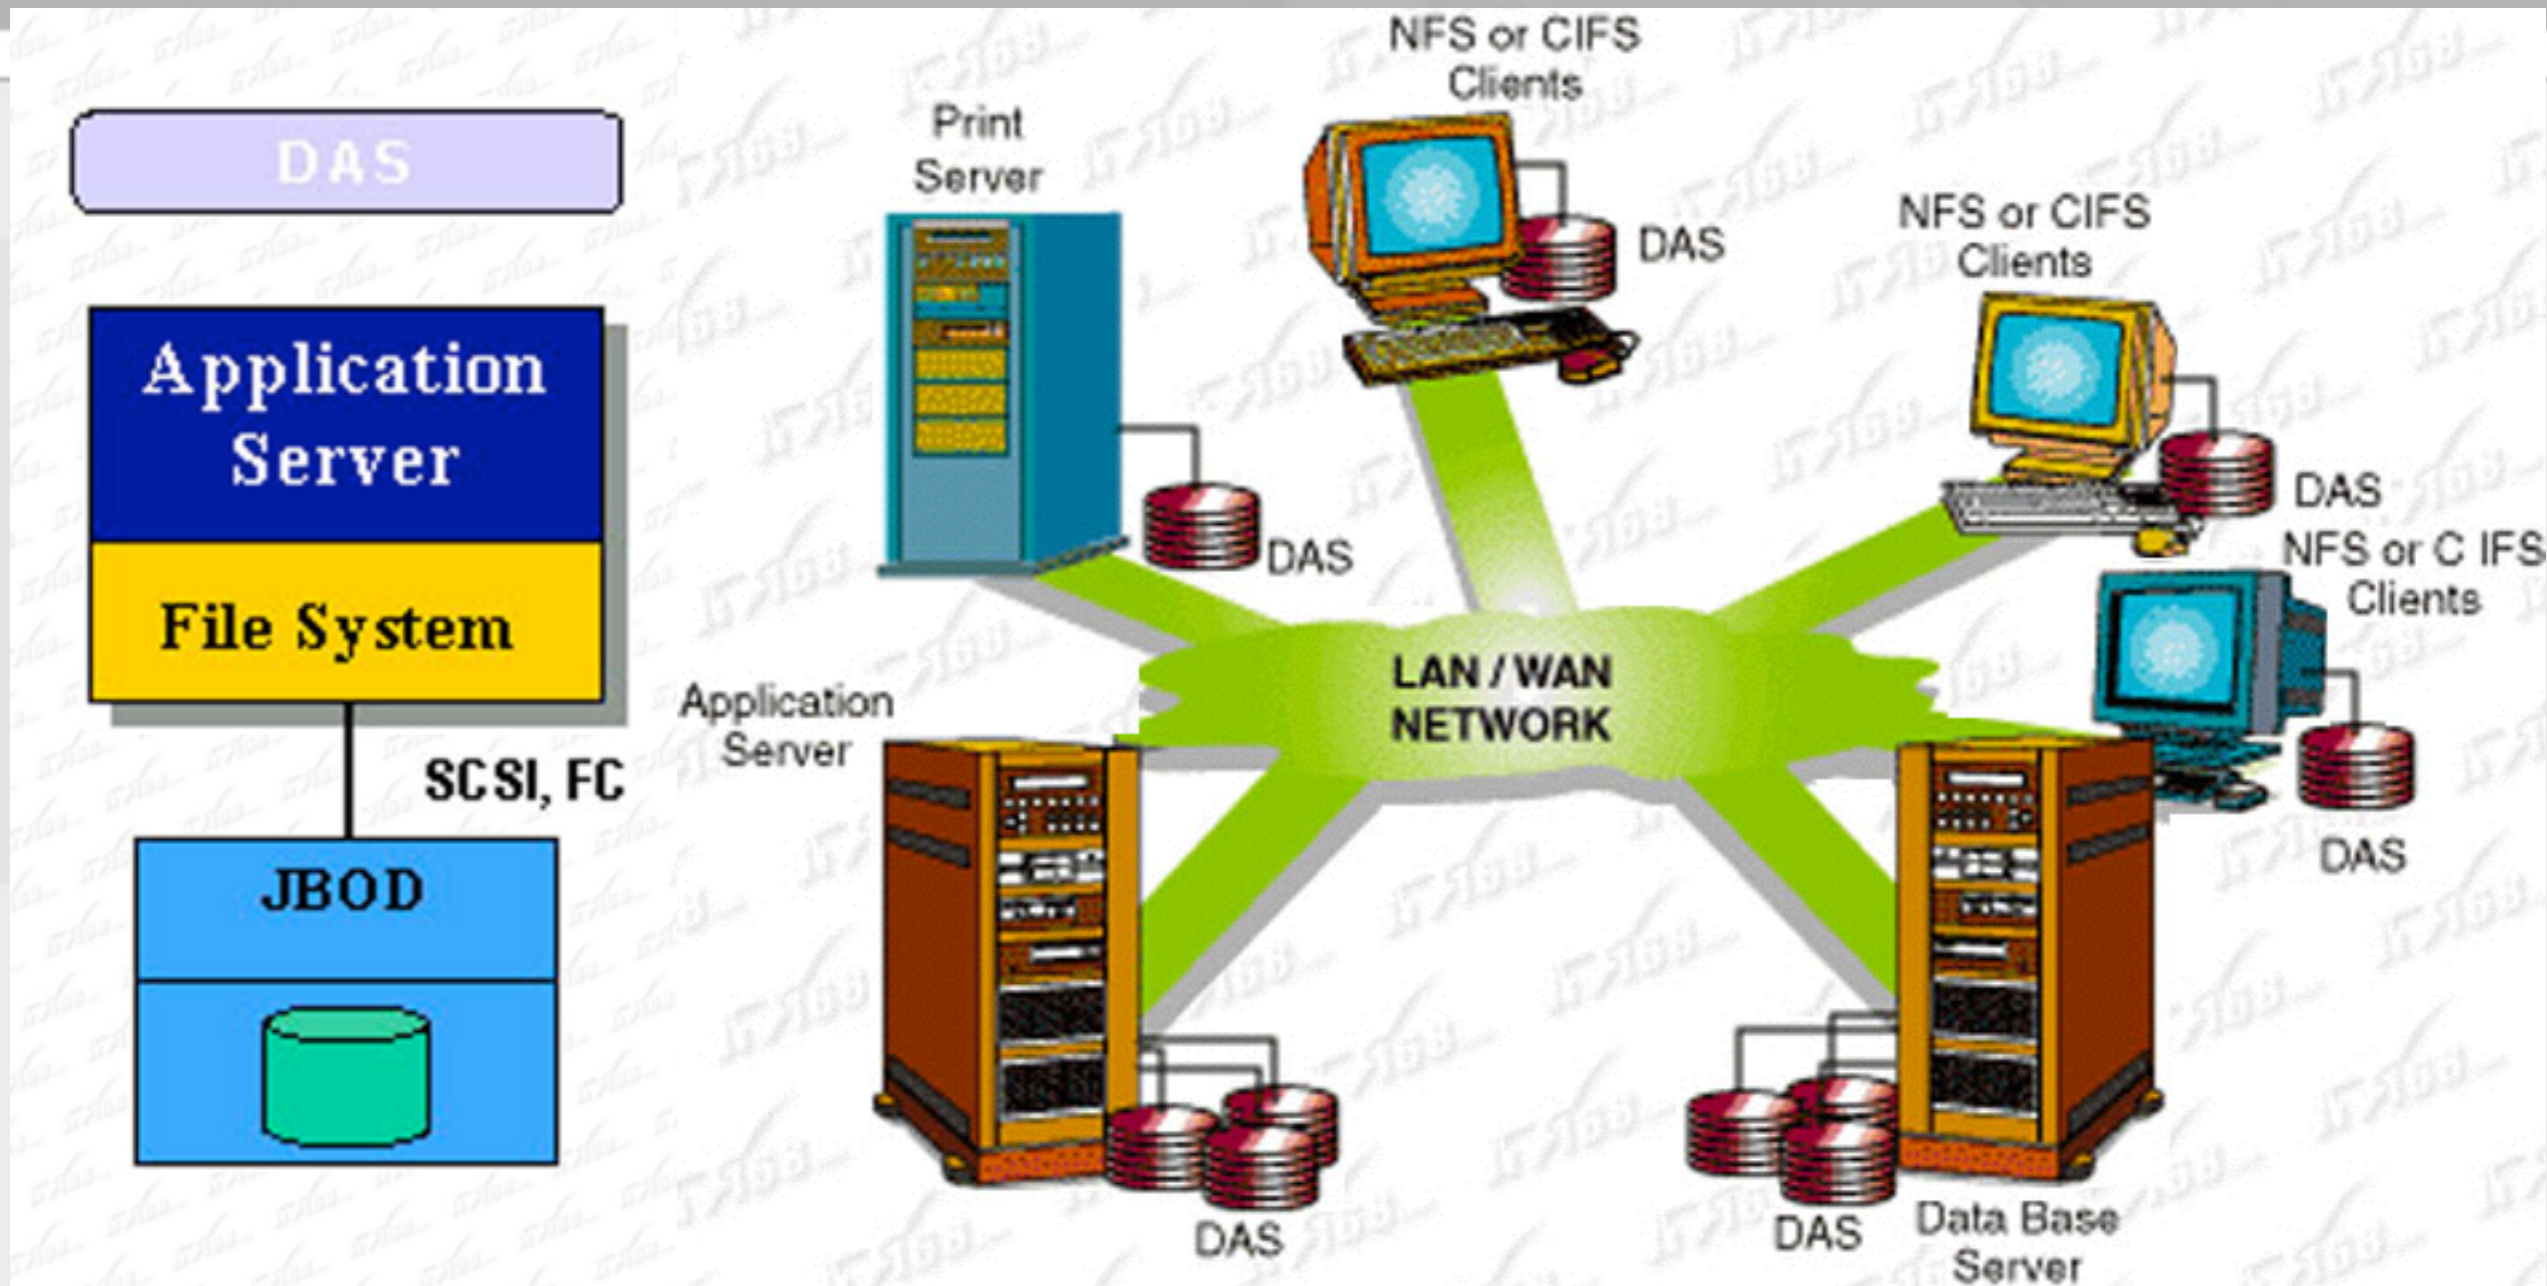 DAS
Application
Server
File System
SCSI, FC
JBOD
NFS or CIFS
Clients
Print
Server
DAS
NFS or CIFS
Clients
DAS
DAS
NFS or C IFS
Clients
DAS
LAN / WAN
NETWORK
Application
Server
DAS
DAS
Data Base
Server